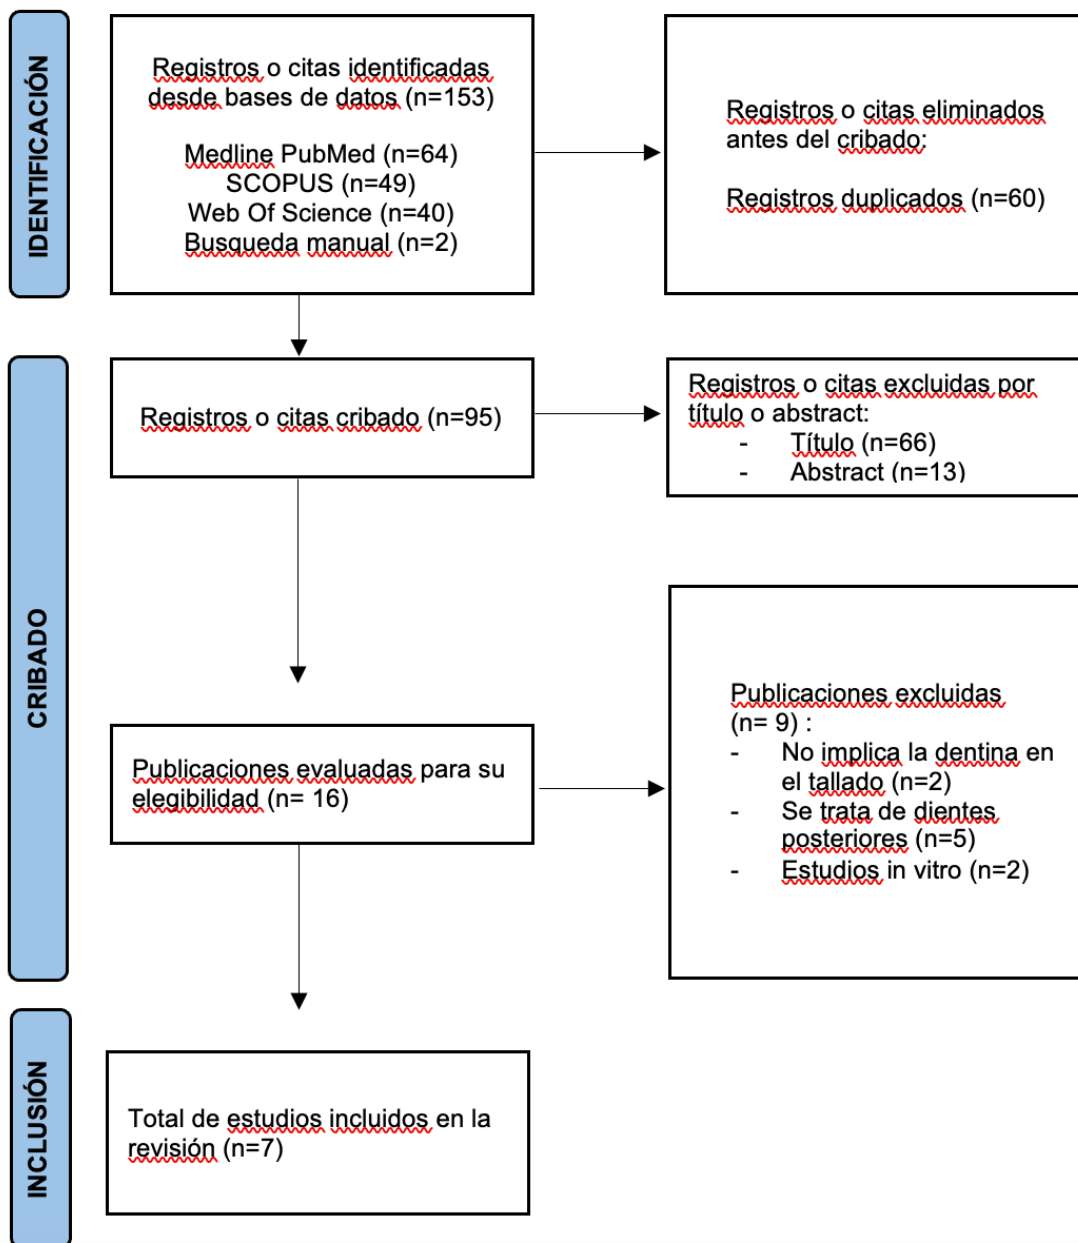 IDENTIFICACIÓN
Registros o citas identificadas
desde bases de datos (n=153)
Medline PubMed (n=64)
SCOPUS (n=49)
Web Of Science (n=40)
Busqueda manual (n=2)
Registros o citas eliminados
antes del cribado:
Registros duplicados (n=60)
CRIBADO
Registros o citas cribado (n=95)
Registros o citas excluidas por
título o abstract:
- Título (n=66)
- Abstract (n=13)
Publicaciones evaluadas para su
elegibilidad (n= 16)
Publicaciones excluidas
(n= 9) :
- No implica la dentina en
el tallado (n=2)
- Se trata de dientes
posteriores (n=5)
- Estudios in vitro (n=2)
INCLUSIÓN
Total de estudios incluidos en la
revisión (n=7)